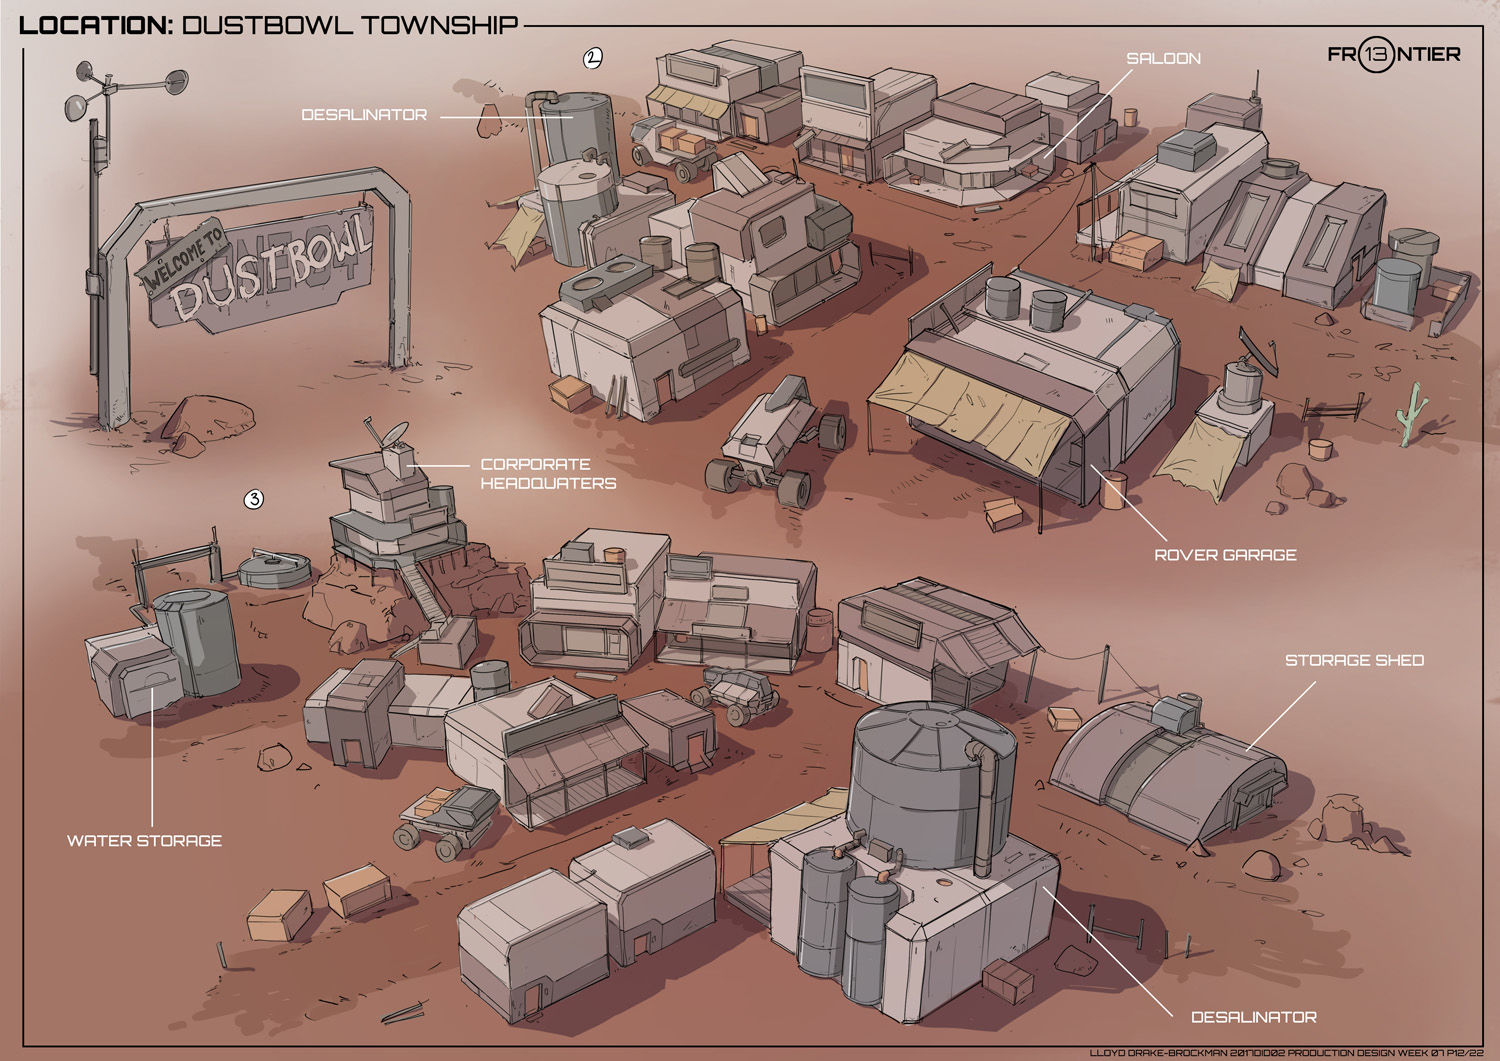 LOCATION: DUSTBOWL TOWNSHIP
FR13NTIER
2
SALOON
DESALINATOR
WELCOME TO
DUSTBOWL
CORPORATE
HEADQUATERS
3
ROVER GARAGE
STORAGE SHED
WATER STORAGE
DESALINATOR
LLOYD DRAKE-BROCKMAN 2017DID02 PRODUCTION DESIGN WEEK 07 P12/22